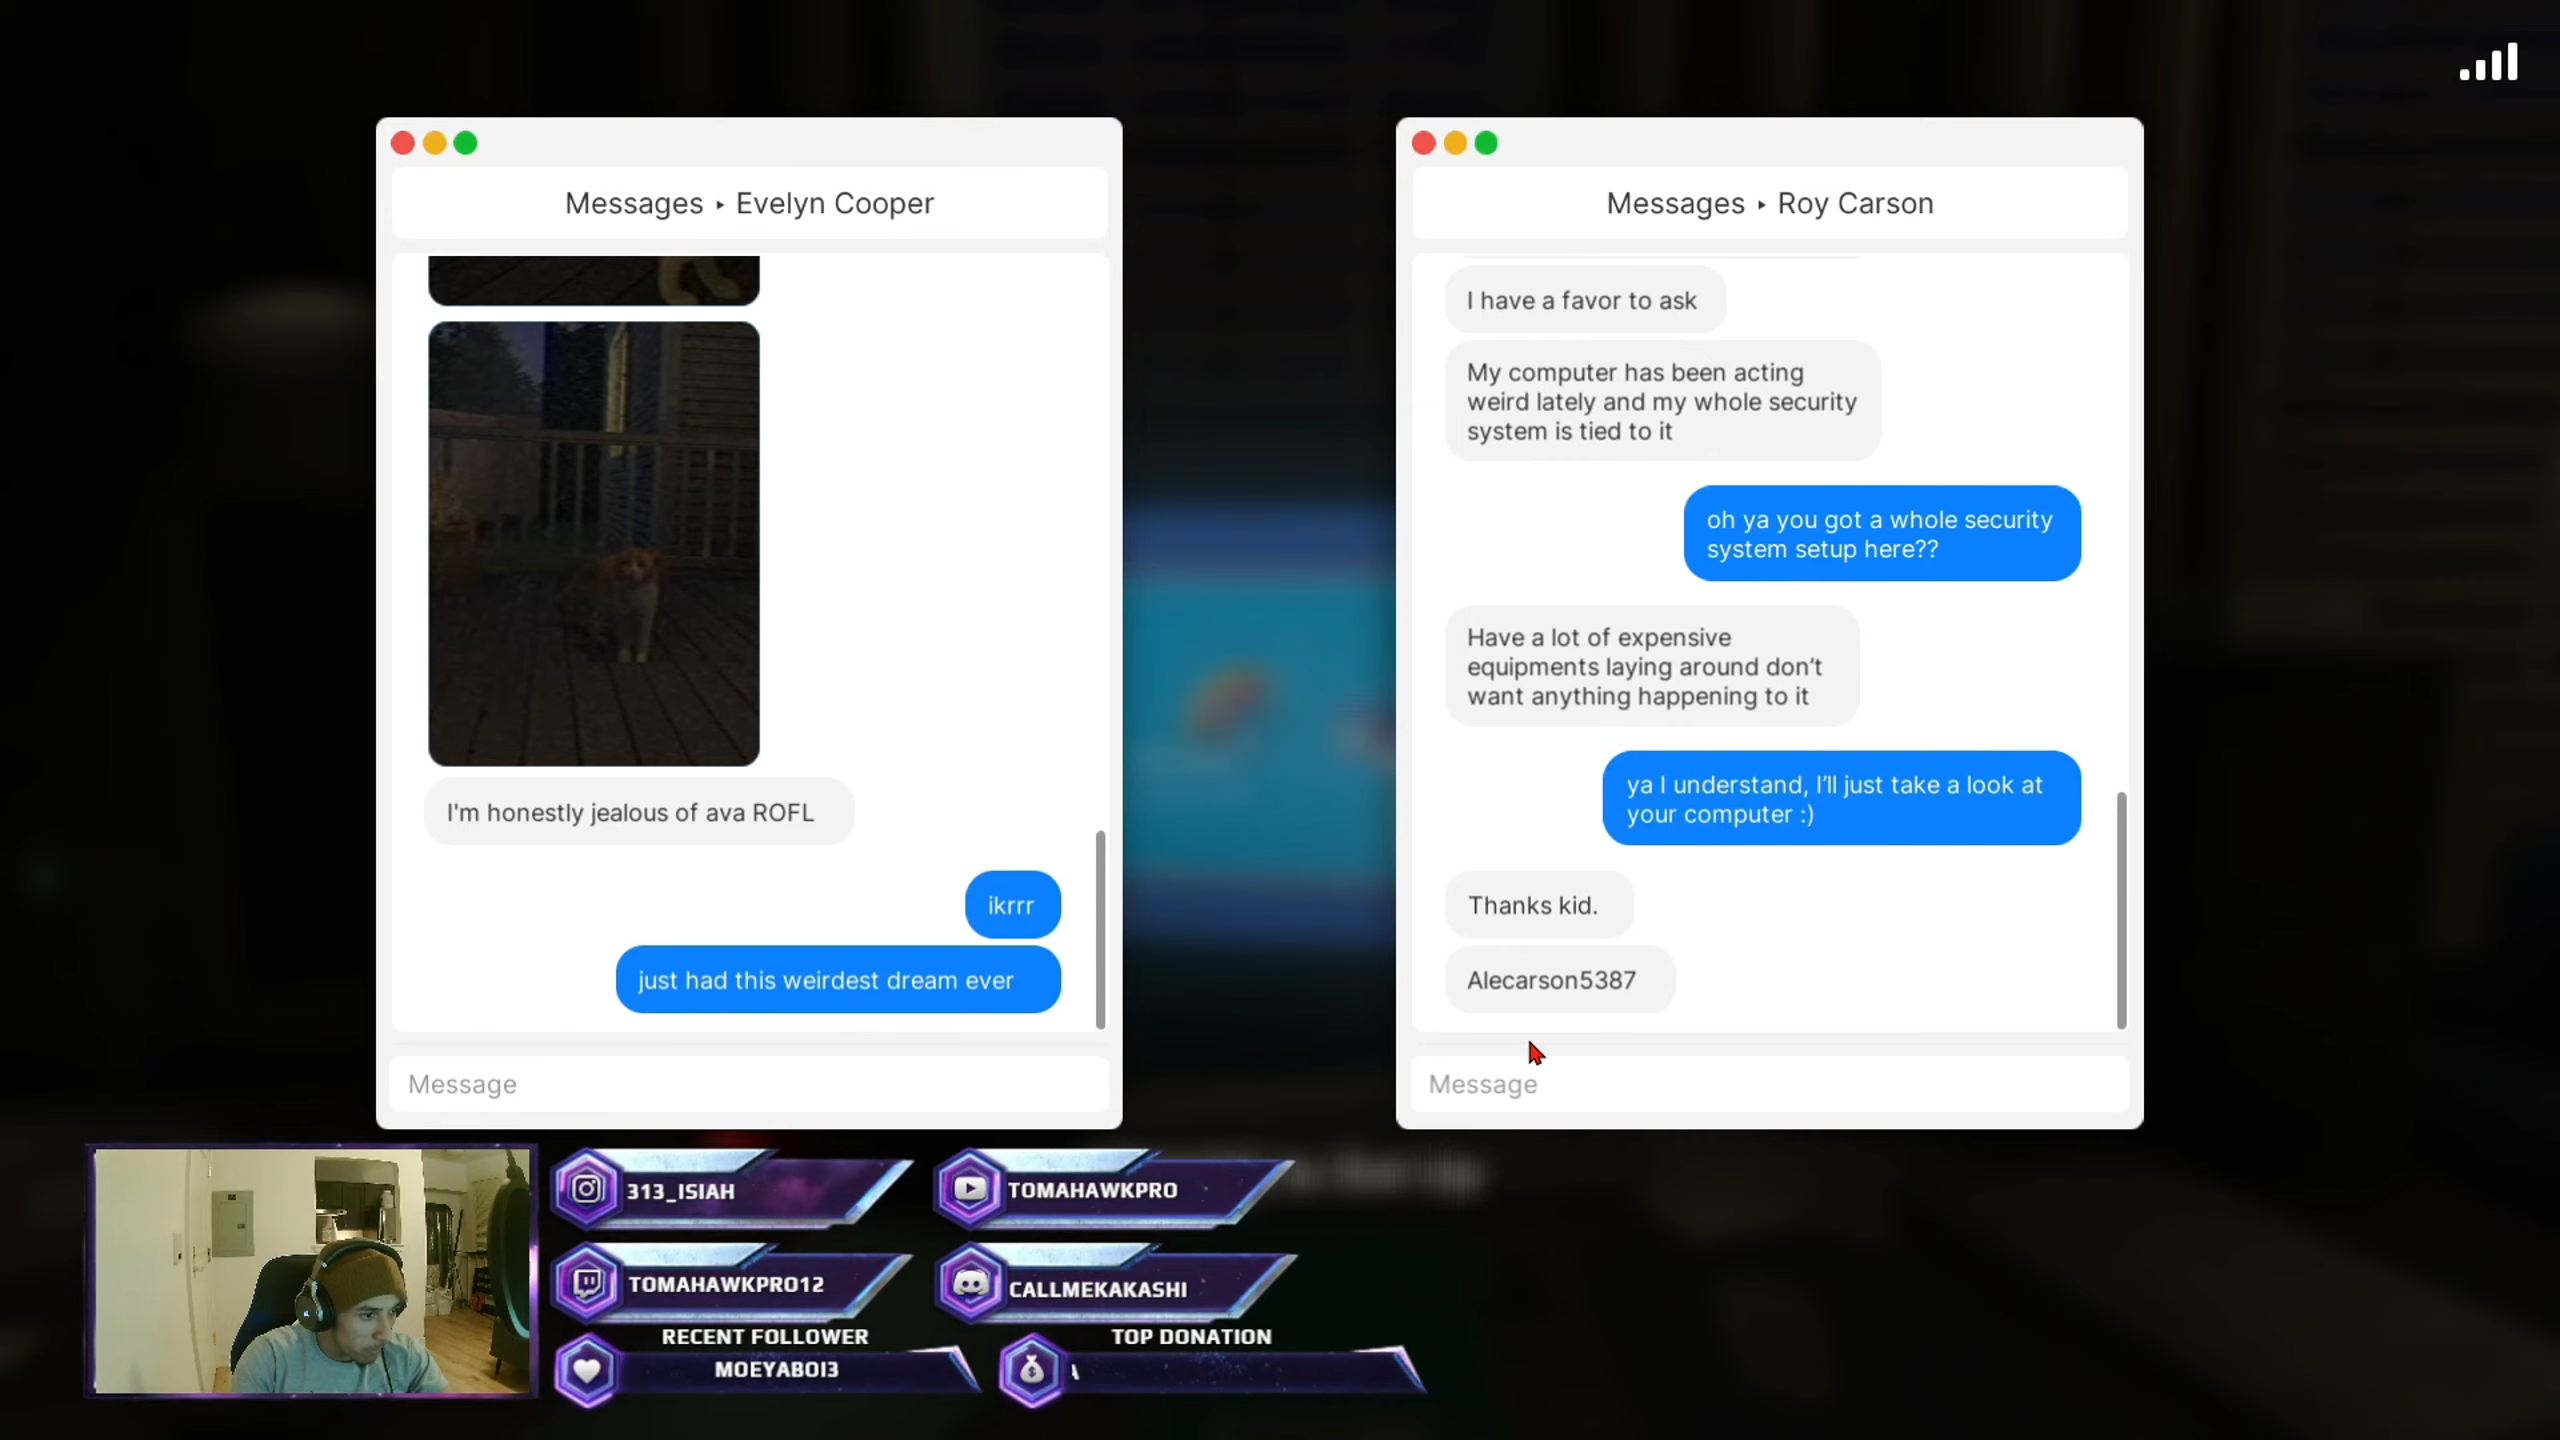 Messages ▸ Evelyn Cooper
I'm honestly jealous of ava ROFL
ikrrr
just had this weirdest dream ever
Message
Messages ▸ Roy Carson
I have a favor to ask
My computer has been acting
weird lately and my whole security
system is tied to it
oh ya you got a whole security
system setup here??
Have a lot of expensive
equipments laying around don’t
want anything happening to it
ya I understand, I’ll just take a look at
your computer :)
Thanks kid.
Alecarson5387
Message
313_ISIAH
TOMAHAWKPRO
TOMAHAWKPRO12
CALLMEKAKASHI
RECENT FOLLOWER
MOEYABOI3
TOP DONATION